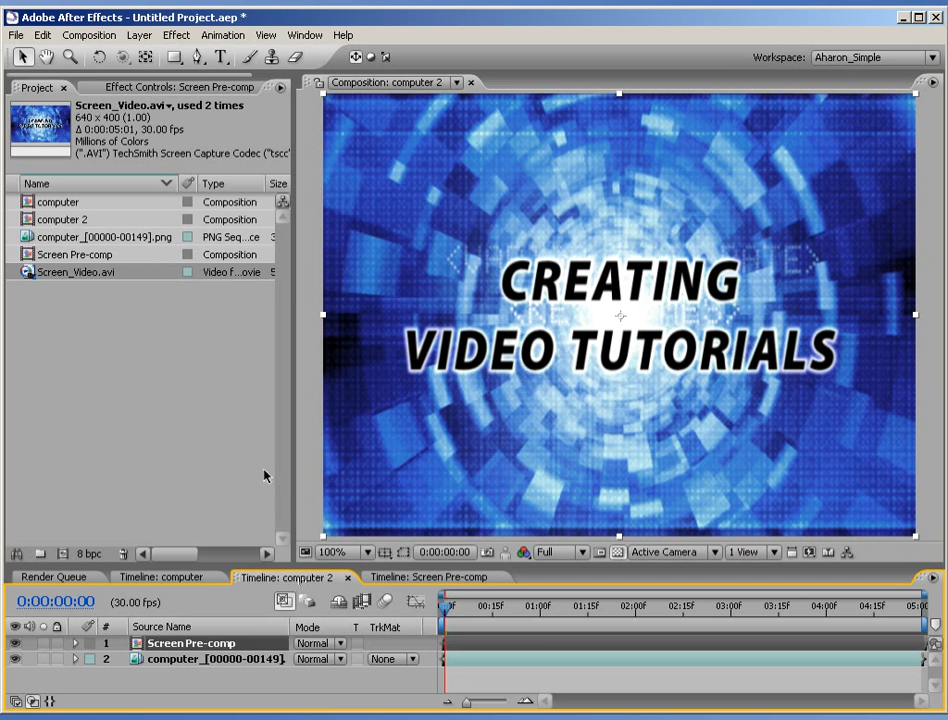 Adobe After Effects - Untitled Project.aep *
File Edit Composition Layer Effect Animation View Window Help
Workspace: Aharon_Simple
Project × Effect Controls: Screen Pre-comp
Composition: computer 2
Screen_Video.avi, used 2 times
640 x 400 (1.00)
Δ 0:00:05:01, 30.00 fps
Millions of Colors
(".AVI") TechSmith Screen Capture Codec ("tscc"
Name Type Size
computer Composition
computer 2 Composition
computer_[00000-00149].png PNG Seq...ce 3
Screen Pre-comp Composition
Screen_Video.avi Video f...ovie 5
CREATING
VIDEO TUTORIALS
8 bpc
100% 0:00:00:00 Full Active Camera 1 View
Render Queue Timeline: computer Timeline: computer 2 × Timeline: Screen Pre-comp
0:00:00:00 (30.00 fps)
00:15f 01:00f 01:15f 02:00f 02:15f 03:00f 03:15f 04:00f 04:15f 05:00
# Source Name Mode T TrkMat
1 Screen Pre-comp Normal
2 computer_[00000-00149]. Normal None